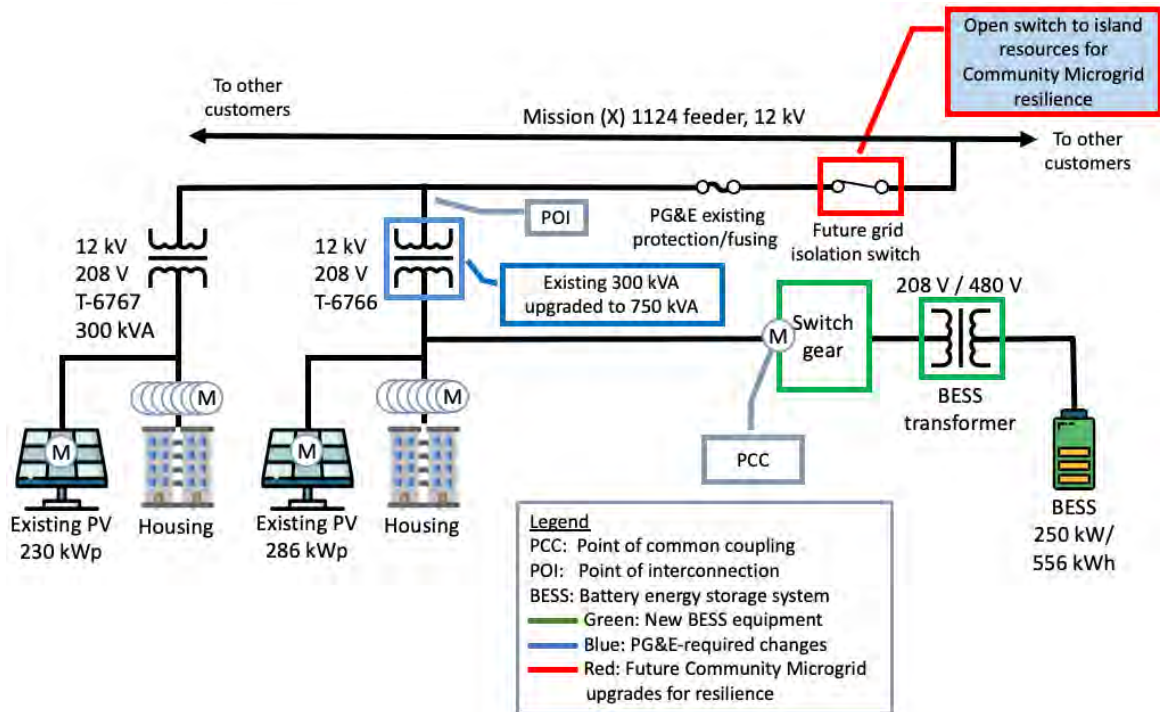 Open switch to island
resources for
Community Microgrid
resilience
To other
customers
Mission (X) 1124 feeder, 12 kV
To other
customers
POI
PG&E existing
protection/fusing
Future grid
isolation switch
12 kV
208 V
T-6767
300 kVA
12 kV
208 V
T-6766
Existing 300 kVA
upgraded to 750 kVA
208 V / 480 V
M
Switch
gear
BESS
transformer
M
M
M
M
PCC
Existing PV
230 kWp
Housing
Existing PV
286 kWp
Housing
BESS
250 kW/
556 kWh
Legend
PCC: Point of common coupling
POI: Point of interconnection
BESS: Battery energy storage system
Green: New BESS equipment
Blue: PG&E-required changes
Red: Future Community Microgrid
upgrades for resilience